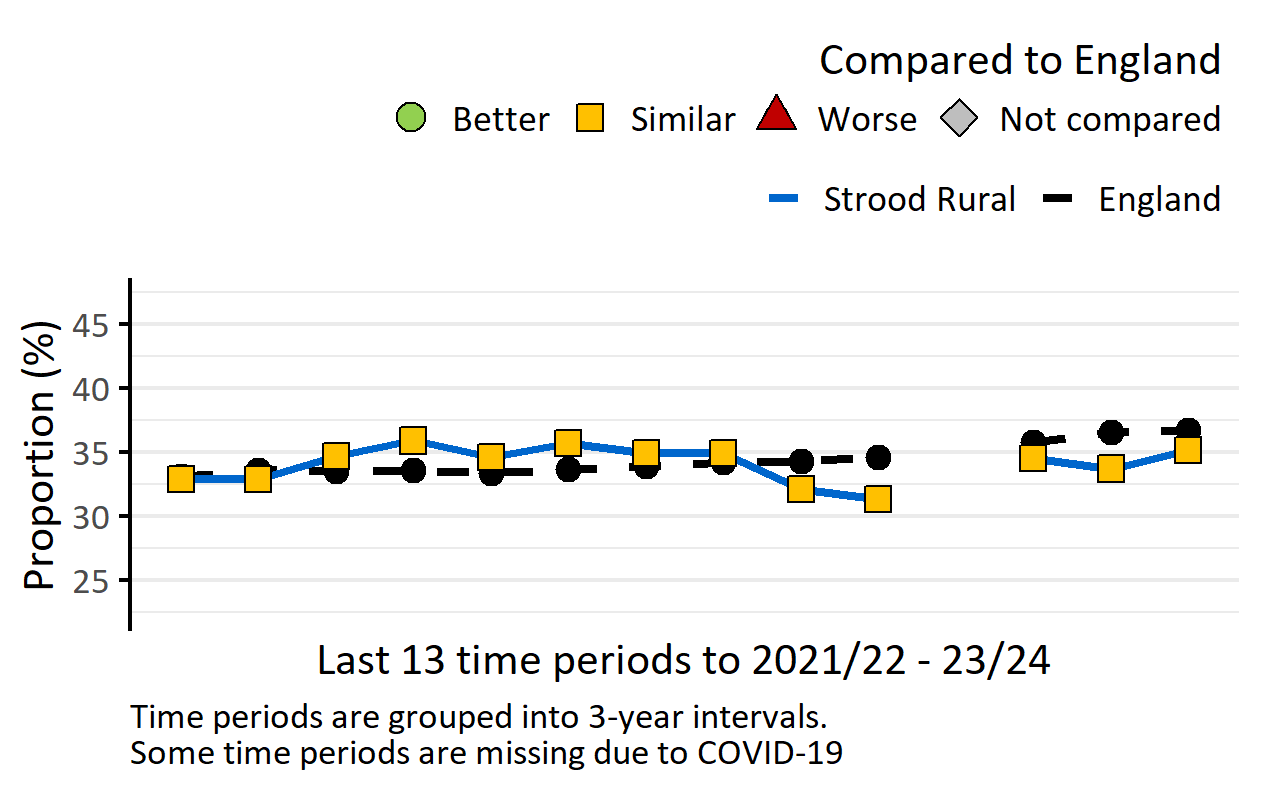 Compared to England
Better Similar Worse Not compared
Strood Rural England
Proportion (%)
45
40
35
30
25
Last 13 time periods to 2021/22 - 23/24
Time periods are grouped into 3-year intervals.
Some time periods are missing due to COVID-19